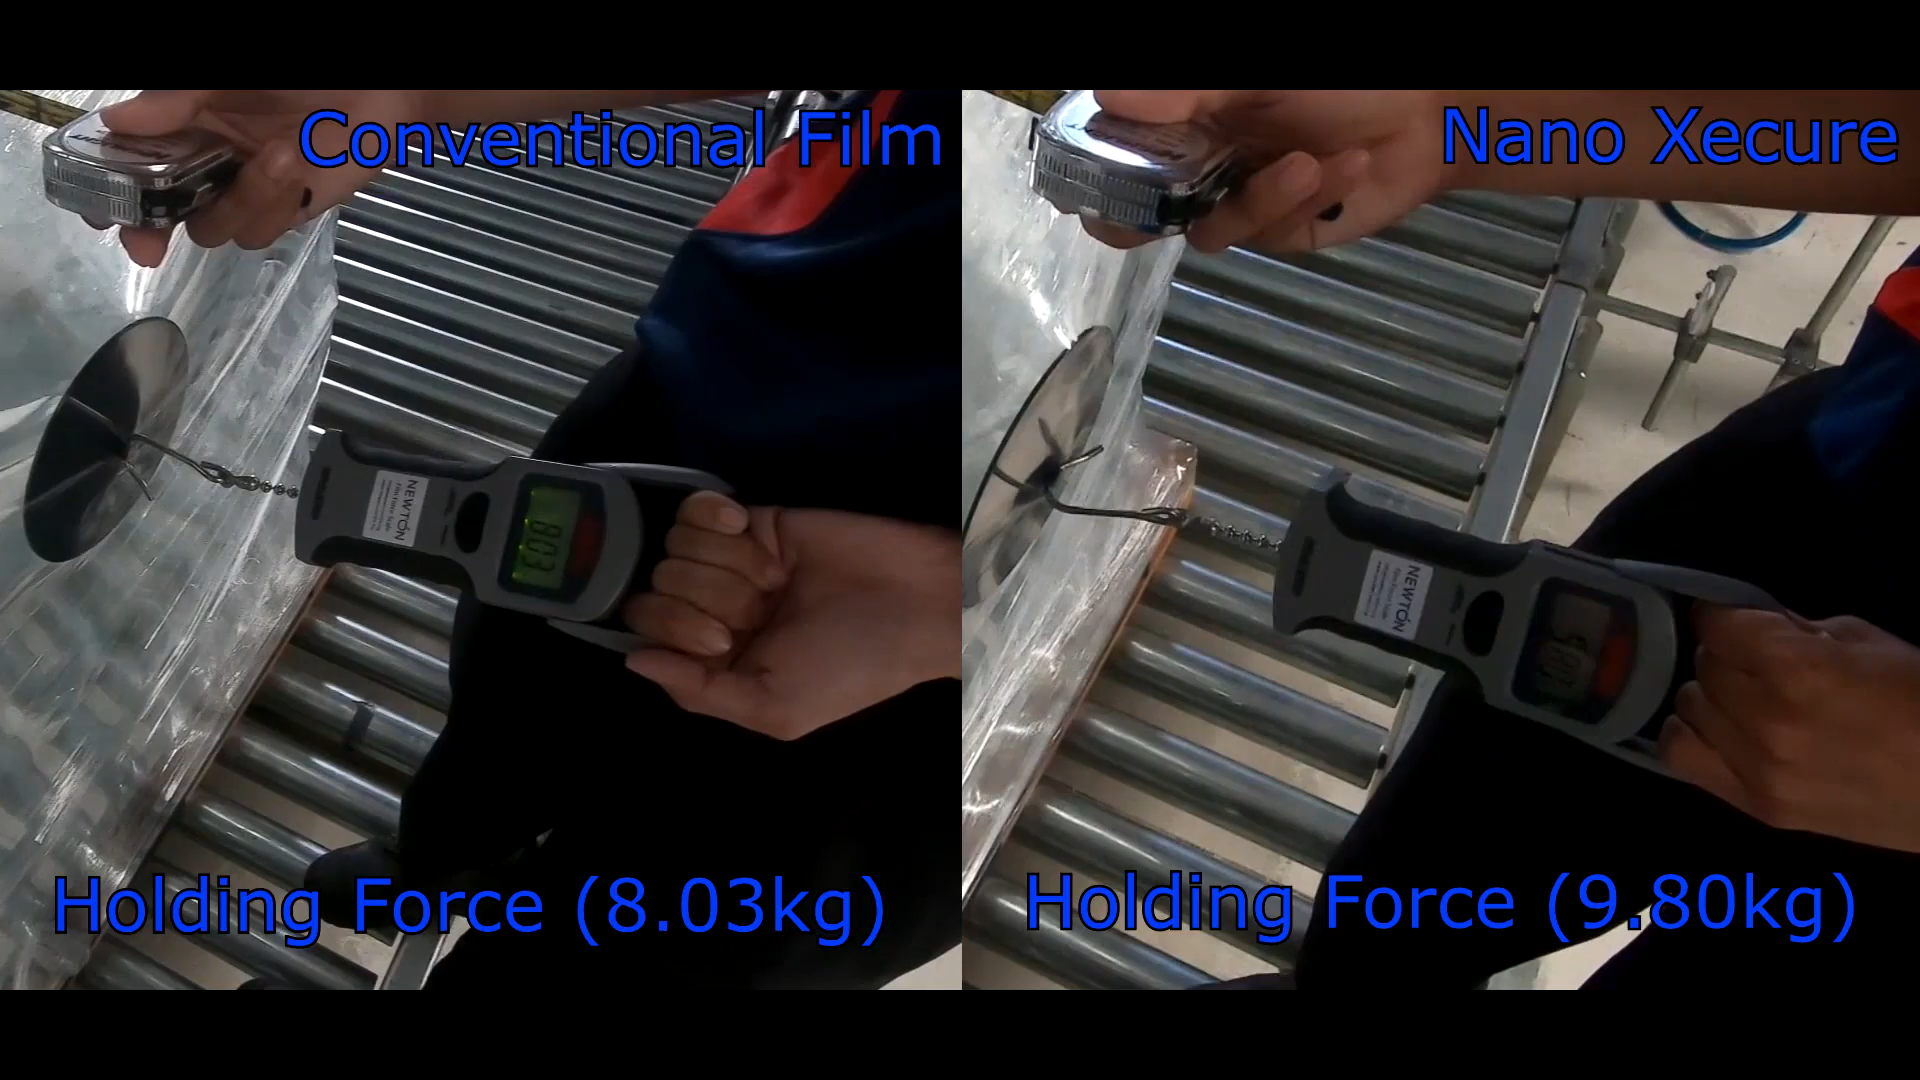 Conventional Film
Nano Xecure
NEWTON
8.03
NEWTON
Holding Force (8.03kg)
Holding Force (9.80kg)